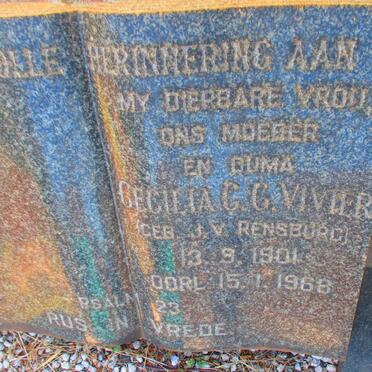 OLLE HERINNERING AAN
MY DIERBARE VROU
ONS MOEDER
EN OUMA
CECILIA C. G. VIVIER
(GEB. J. V. RENSBURG)
13. 9. 1901
OORL. 15. 1. 1968
PSALM 23
RUS IN VREDE